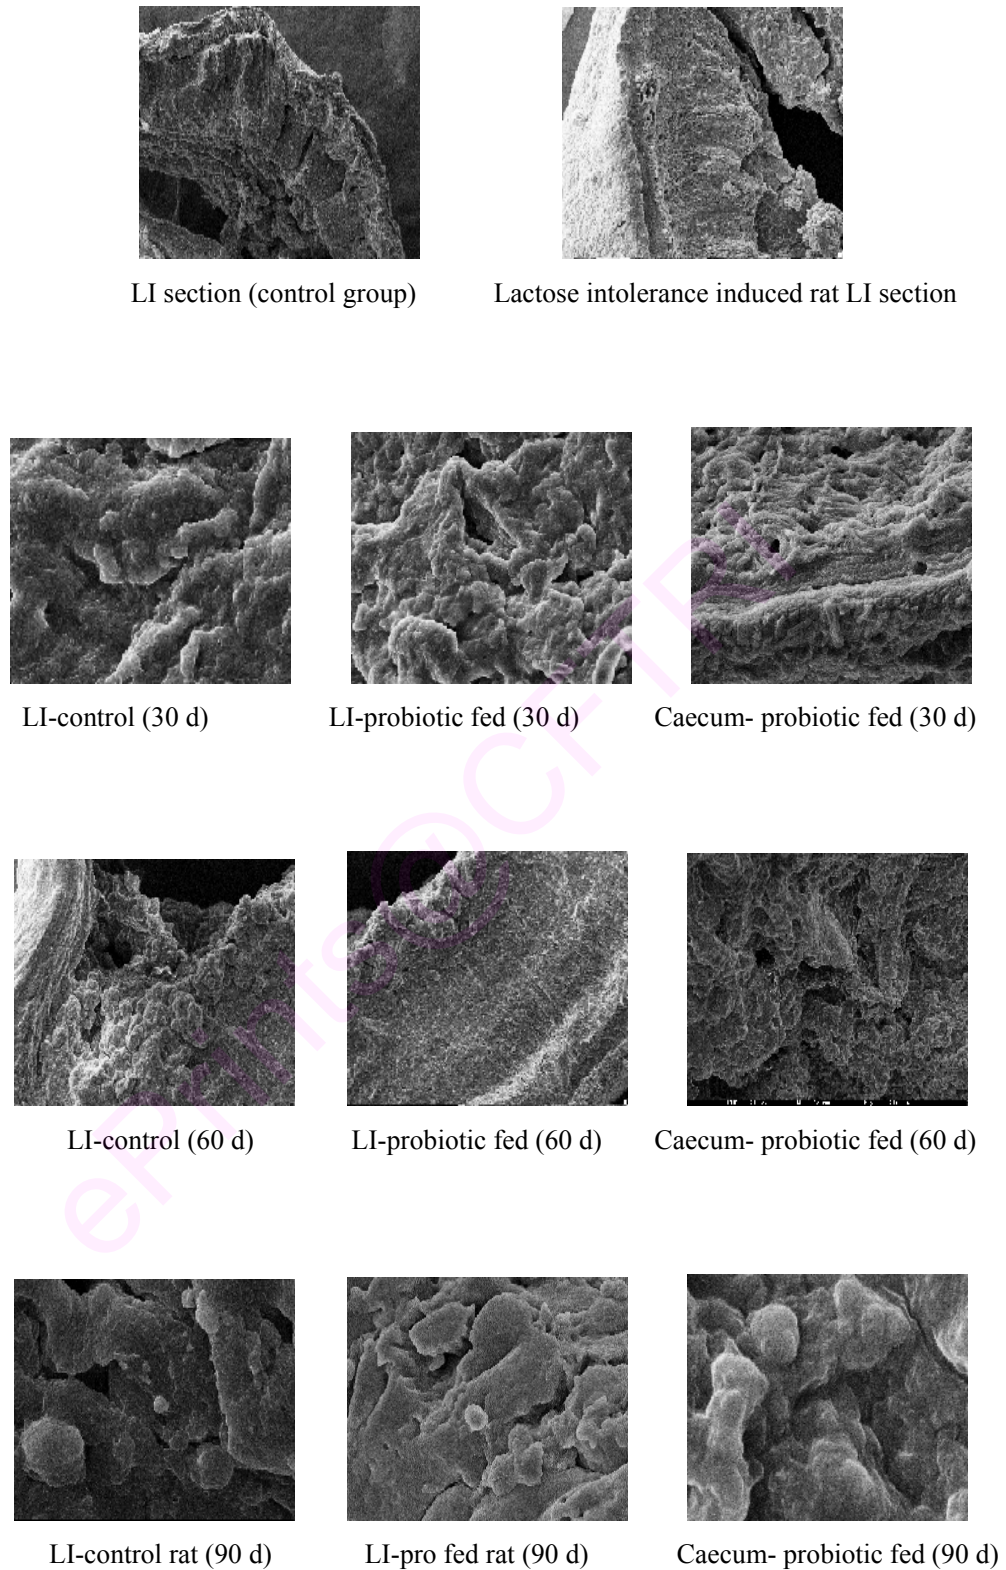 LI section (control group) Lactose intolerance induced rat LI section
LI-control (30 d) LI-probiotic fed (30 d) Caecum- probiotic fed (30 d)
LI-control (60 d) LI-probiotic fed (60 d) Caecum- probiotic fed (60 d)
LI-control rat (90 d) LI-pro fed rat (90 d) Caecum- probiotic fed (90 d)
ePrints@CFTRI